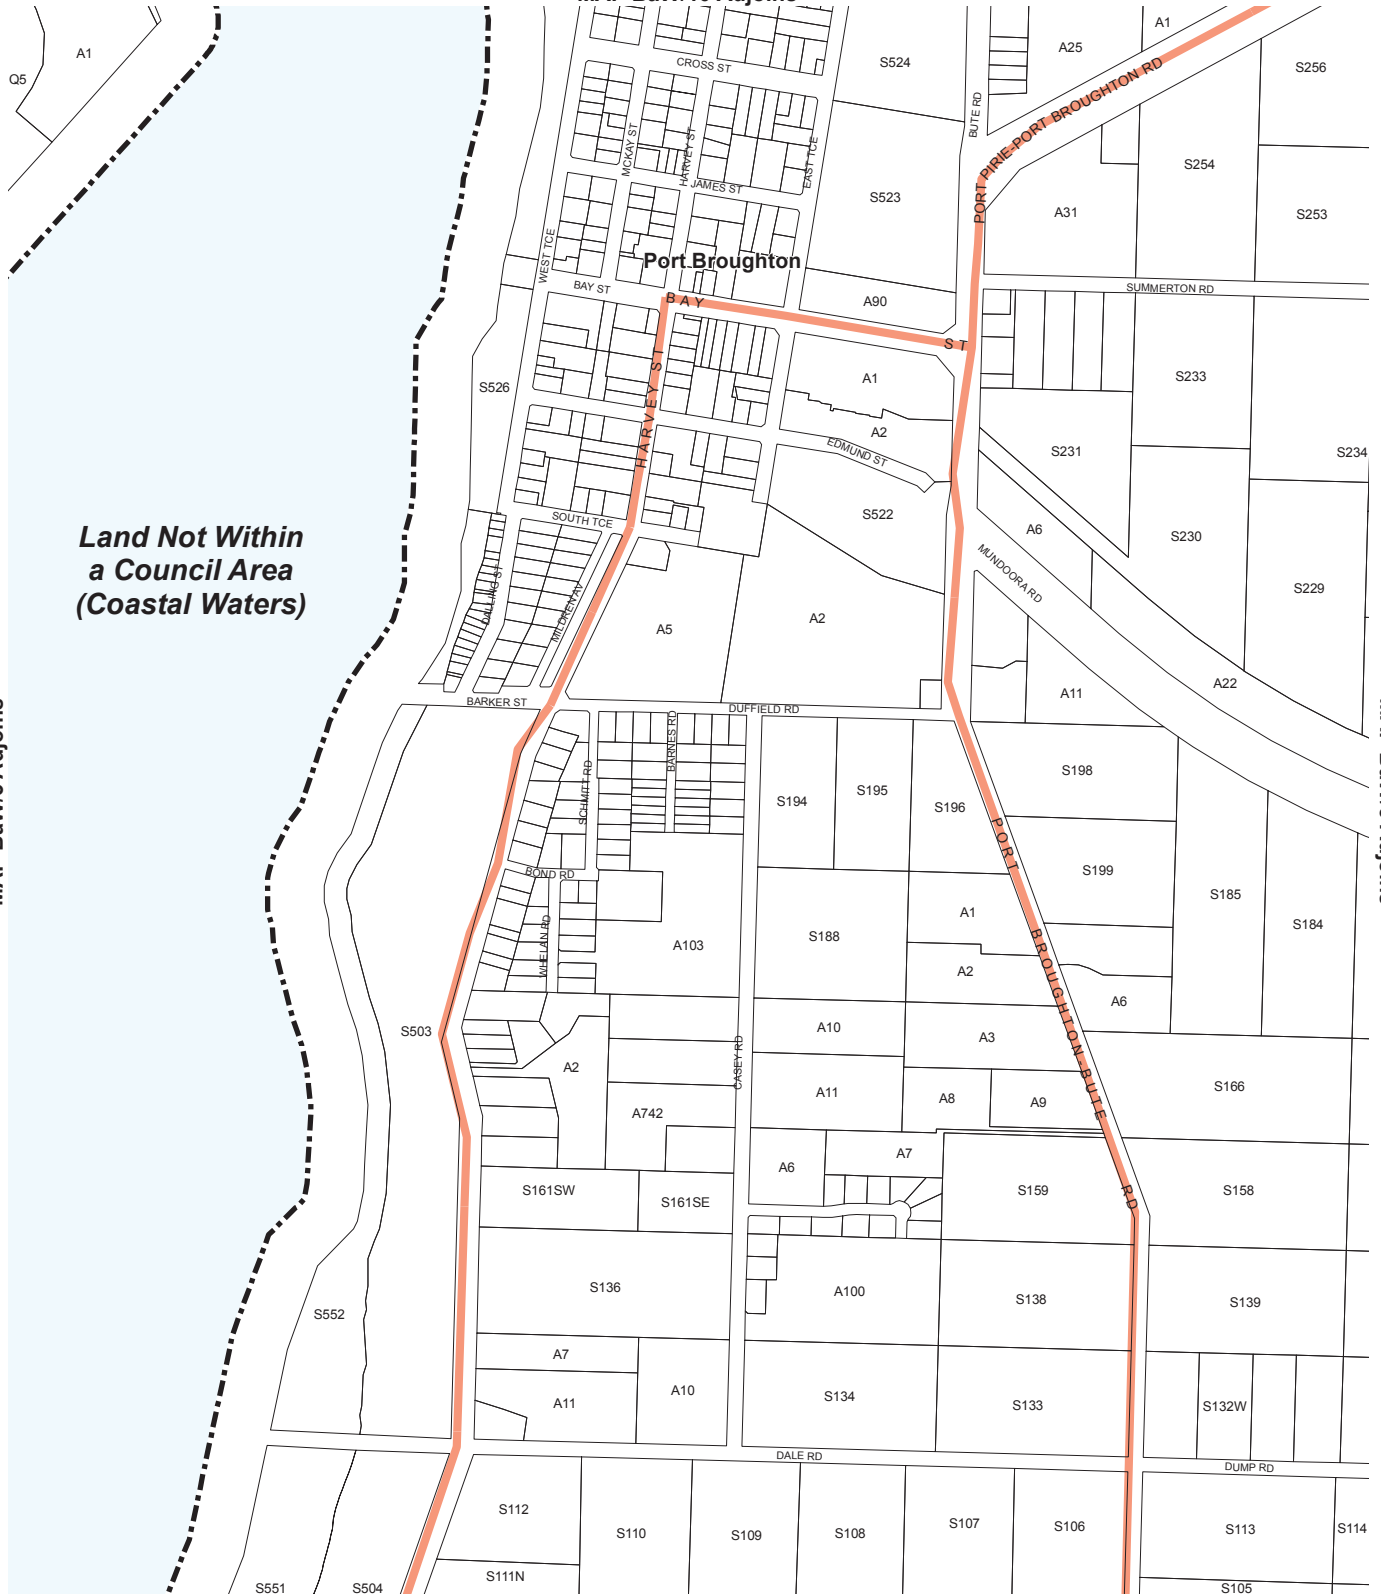 A1
Q5
A1
A25
S524
CROSS ST
S256
PORT PIRIE-PORT BROUGHTON RD
BUTE RD
MCKAY ST
HARVEY ST
EAST TCE
JAMES ST
S254
S523
A31
S253
WEST TCE
Port Broughton
BAY ST
BAY ST
A90
SUMMERTON RD
HARVEY ST
S526
A1
S233
A2
EDMUND ST
S231
S234
S522
SOUTH TCE
A6
S230
Land Not Within
a Council Area
(Coastal Waters)
MUNDOORA RD
DALLING ST
MILDREN AV
S229
A5
A2
A11
A22
BARKER ST
DUFFIELD RD
BARNES RD
SCHMITT RD
S194
S195
S196
S198
PORT BROUGHTON-BUTE RD
BOND RD
S199
S185
S184
WHELAN RD
A103
S188
A1
A2
A6
S503
A10
A3
CASEY RD
A2
A11
A8
A9
S166
A742
A6
A7
S161SW
S161SE
S159
S158
S136
A100
S138
S139
S552
A7
A10
S134
S133
S132W
A11
DALE RD
DUMP RD
S112
S110
S109
S108
S107
S106
S113
S114
S111N
S551
S504
S105